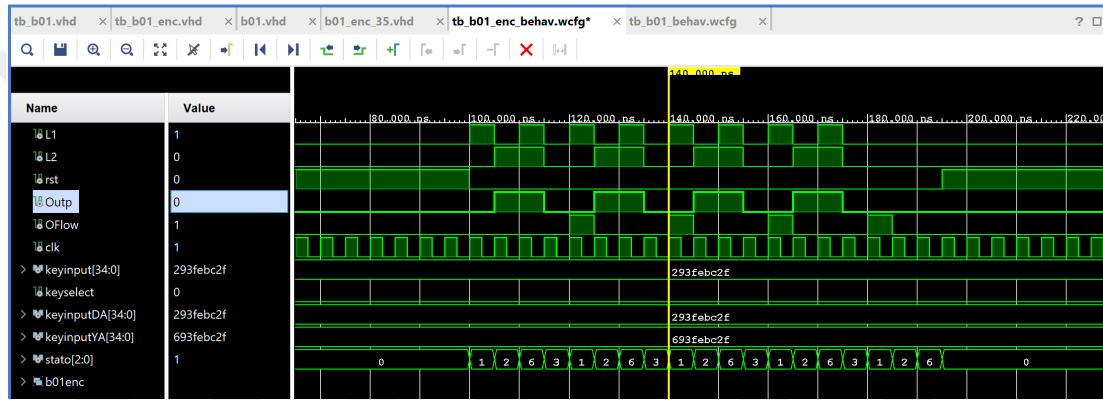 tb_b01.vhd × tb_b01_enc.vhd × b01.vhd × b01_enc_35.vhd × tb_b01_enc_behav.wcfg* × tb_b01_behav.wcfg × ?
140.000 ns
Name Value
80.000 ns 100.000 ns 120.000 ns 140.000 ns 160.000 ns 180.000 ns 200.000 ns 220.00
L1 1
L2 0
rst 0
Outp 0
OFlow 1
clk 1
keyinput[34:0] 293febc2f 293febc2f
keyselect 0
keyinputDA[34:0] 293febc2f 293febc2f
keyinputYA[34:0] 693febc2f 693febc2f
stato[2:0] 1 0 1 2 6 3 1 2 6 3 1 2 6 3 1 2 6 3 1 2 6 0
b01enc